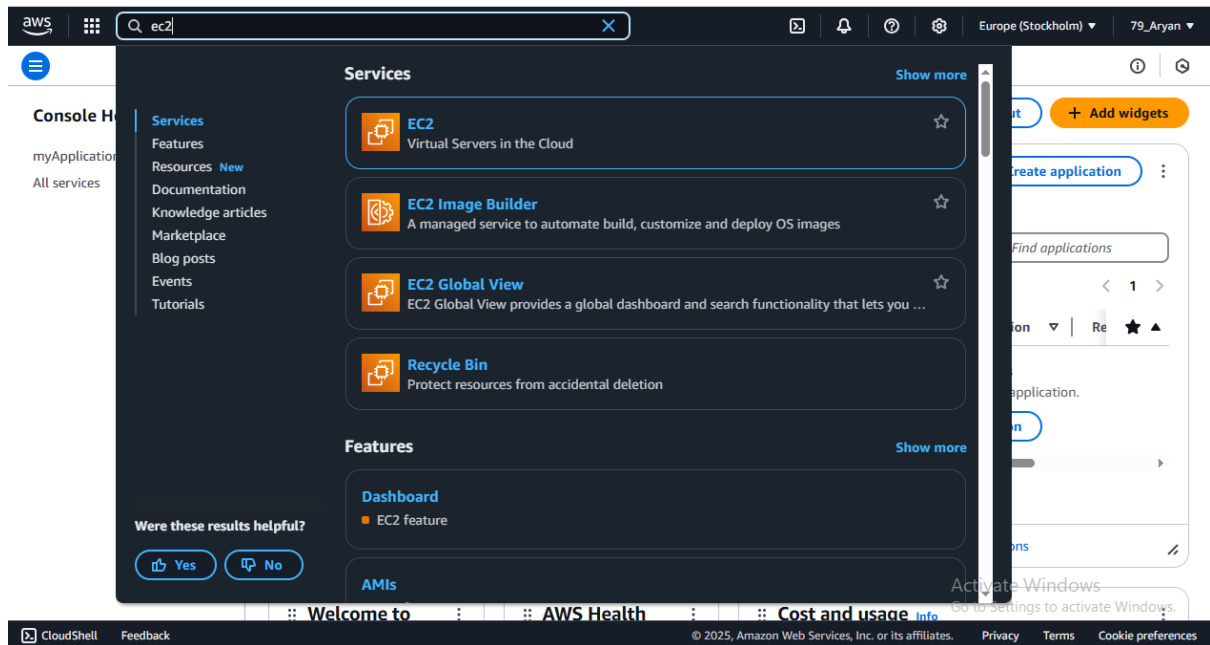 aws
ec2
Europe (Stockholm) ▼
79_Aryan ▼
Console H
myApplication
All services
Services
Features
Resources New
Documentation
Knowledge articles
Marketplace
Blog posts
Events
Tutorials
Were these results helpful?
Yes
No
Services
Show more
EC2
Virtual Servers in the Cloud
EC2 Image Builder
A managed service to automate build, customize and deploy OS images
EC2 Global View
EC2 Global View provides a global dashboard and search functionality that lets you ...
Recycle Bin
Protect resources from accidental deletion
Features
Show more
Dashboard
EC2 feature
AMIs
ut
+ Add widgets
Create application
Find applications
1
ion
Re
application.
on
ons
Welcome to
AWS Health
Cost and usage Info
Activate Windows
Go to Settings to activate Windows.
CloudShell
Feedback
© 2025, Amazon Web Services, Inc. or its affiliates.
Privacy
Terms
Cookie preferences